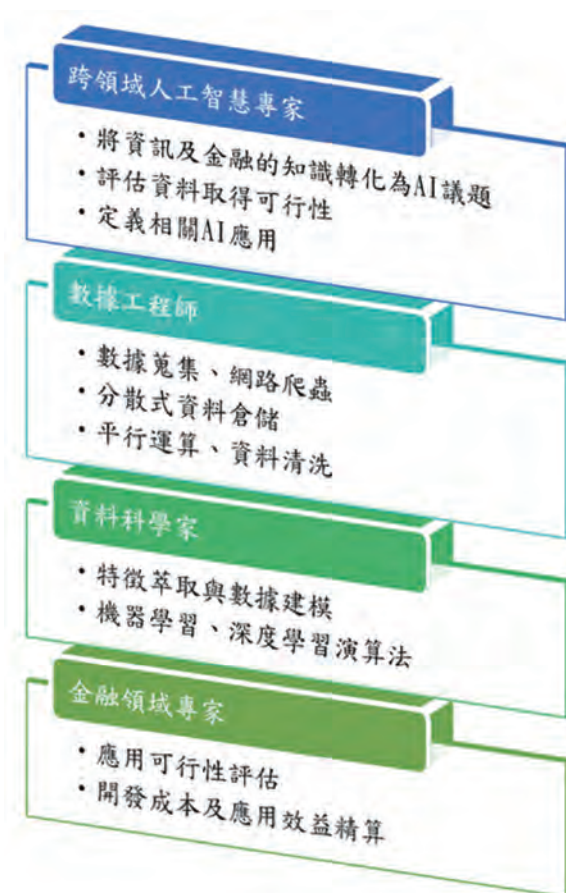 跨領域人工智慧專家
・將資訊及金融的知識轉化為AI議題
・評估資料取得可行性
・定義相關AI應用
數據工程師
・數據蒐集、網路爬蟲
・分散式資料倉儲
・平行運算、資料清洗
資料科學家
・特徵萃取與數據建模
・機器學習、深度學習演算法
金融領域專家
・應用可行性評估
・開發成本及應用效益精算